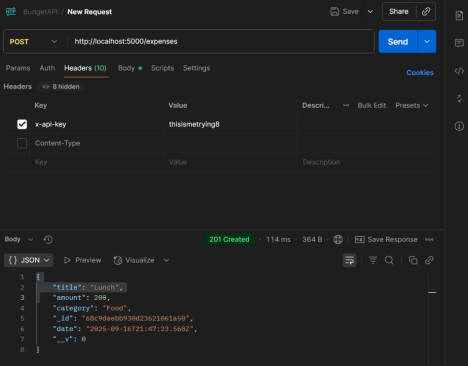 BudgetAPI / New Request
Save
Share
POST
http://localhost:5000/expenses
Send
Params Auth Headers (10) Body Scripts Settings
Cookies
Headers 8 hidden
Key Value Descri... Bulk Edit Presets
x-api-key thisismetrying8
Content-Type
Key Value Description
Body 201 Created · 114 ms · 364 B · Save Response
{ } JSON Preview Visualize
1 {
2 "title": "Lunch",
3 "amount": 200,
4 "category": "Food",
5 "_id": "68c9daebb930d23621061a50",
6 "date": "2025-09-16T21:47:23.560Z",
7 "__v": 0
8 }